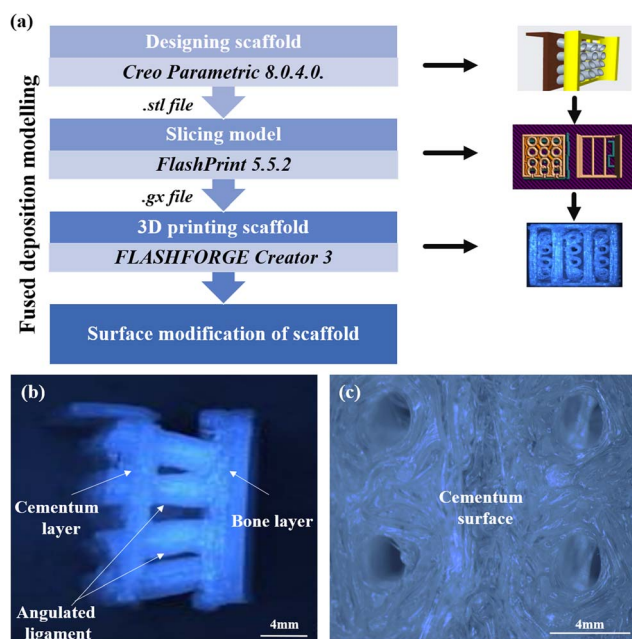 (a)
Fused deposition modelling
Designing scaffold
Creo Parametric 8.0.4.0.
.stl file
Slicing model
FlashPrint 5.5.2
.gx file
3D printing scaffold
FLASHFORGE Creator 3
Surface modification of scaffold
(b)
Cementum
layer
Bone layer
Angulated
ligament
4mm
(c)
Cementum
surface
4mm